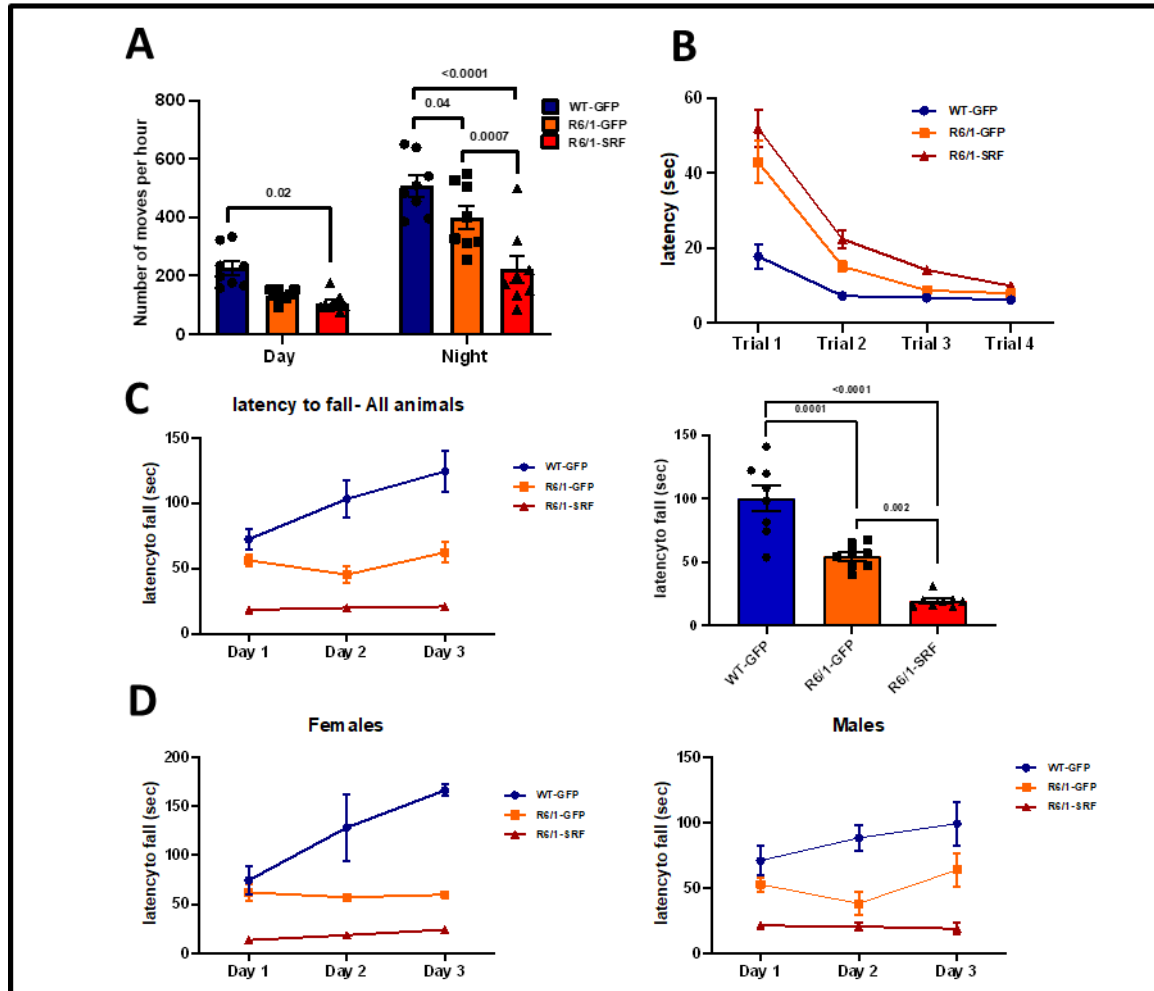 A
<0.0001
0.04
0.0007
0.02
WT-GFP
R6/1-GFP
R6/1-SRF
Number of moves per hour
800
600
400
200
0
Day
Night
B
WT-GFP
R6/1-GFP
R6/1-SRF
latency (sec)
60
40
20
0
Trial 1
Trial 2
Trial 3
Trial 4
C
latency to fall- All animals
WT-GFP
R6/1-GFP
R6/1-SRF
latencyto fall (sec)
150
100
50
0
Day 1
Day 2
Day 3
<0.0001
0.0001
0.002
latencyto fall (sec)
150
100
50
0
WT-GFP
R6/1-GFP
R6/1-SRF
D
Females
WT-GFP
R6/1-GFP
R6/1-SRF
latencyto fall (sec)
200
150
100
50
0
Day 1
Day 2
Day 3
Males
WT-GFP
R6/1-GFP
R6/1-SRF
latencyto fall (sec)
150
100
50
0
Day 1
Day 2
Day 3